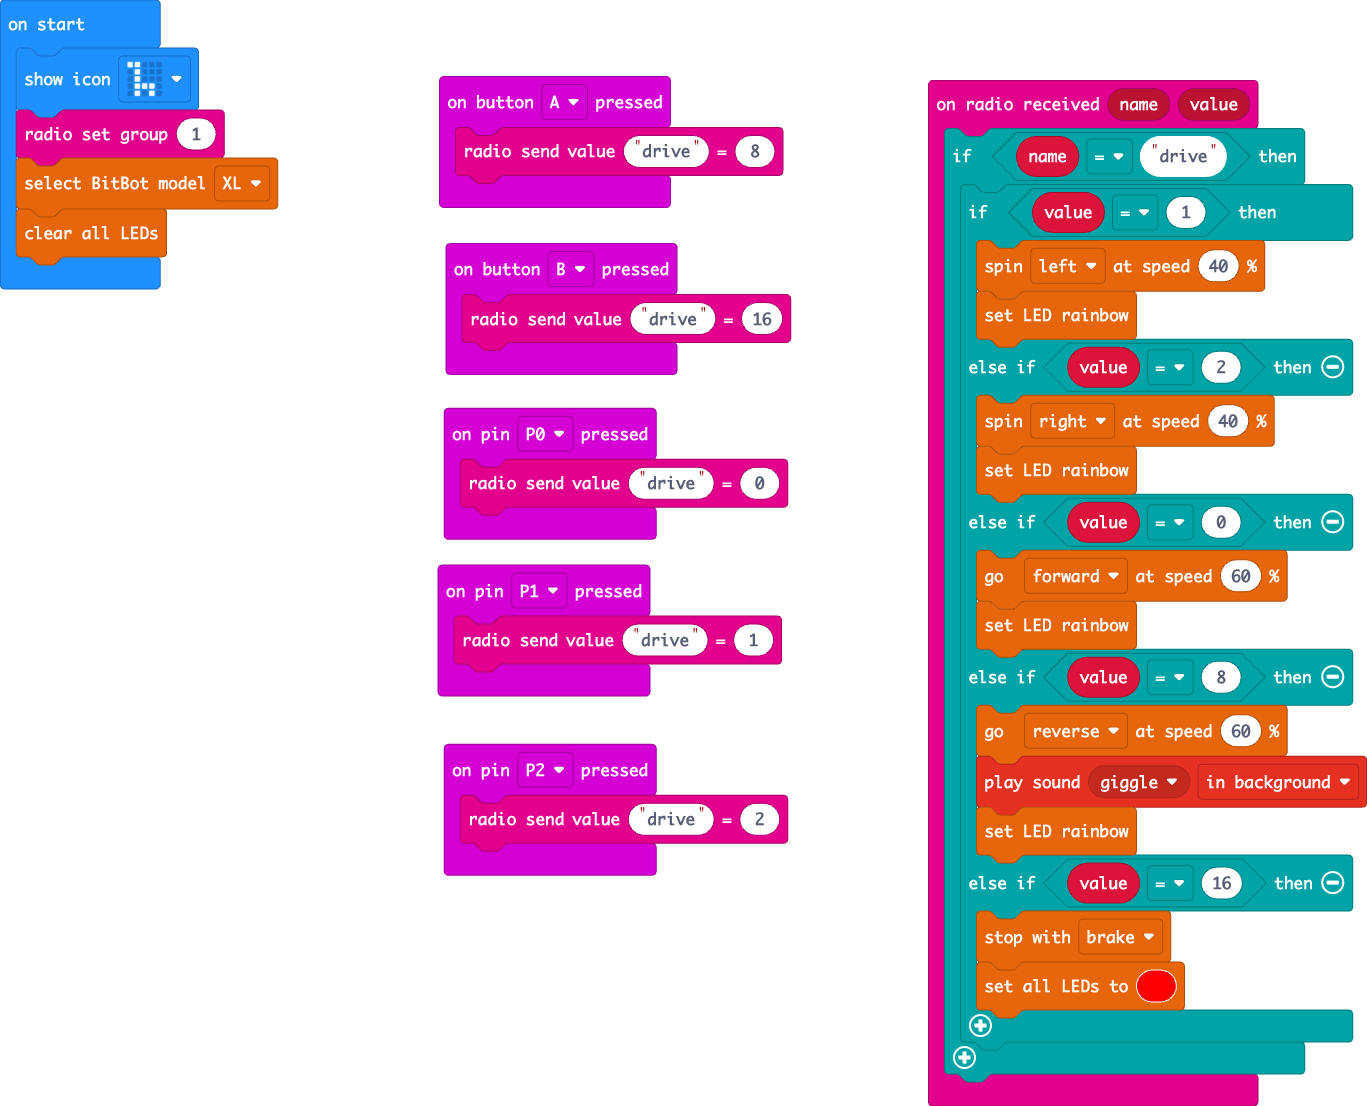 on start
show icon
radio set group 1
select BitBot model XL
clear all LEDs
on button A pressed
radio send value "drive" = 8
on button B pressed
radio send value "drive" = 16
on pin P0 pressed
radio send value "drive" = 0
on pin P1 pressed
radio send value "drive" = 1
on pin P2 pressed
radio send value "drive" = 2
on radio received name value
if name = "drive" then
if value = 1 then
spin left at speed 40 %
set LED rainbow
else if value = 2 then
spin right at speed 40 %
set LED rainbow
else if value = 0 then
go forward at speed 60 %
set LED rainbow
else if value = 8 then
go reverse at speed 60 %
play sound giggle in background
set LED rainbow
else if value = 16 then
stop with brake
set all LEDs to